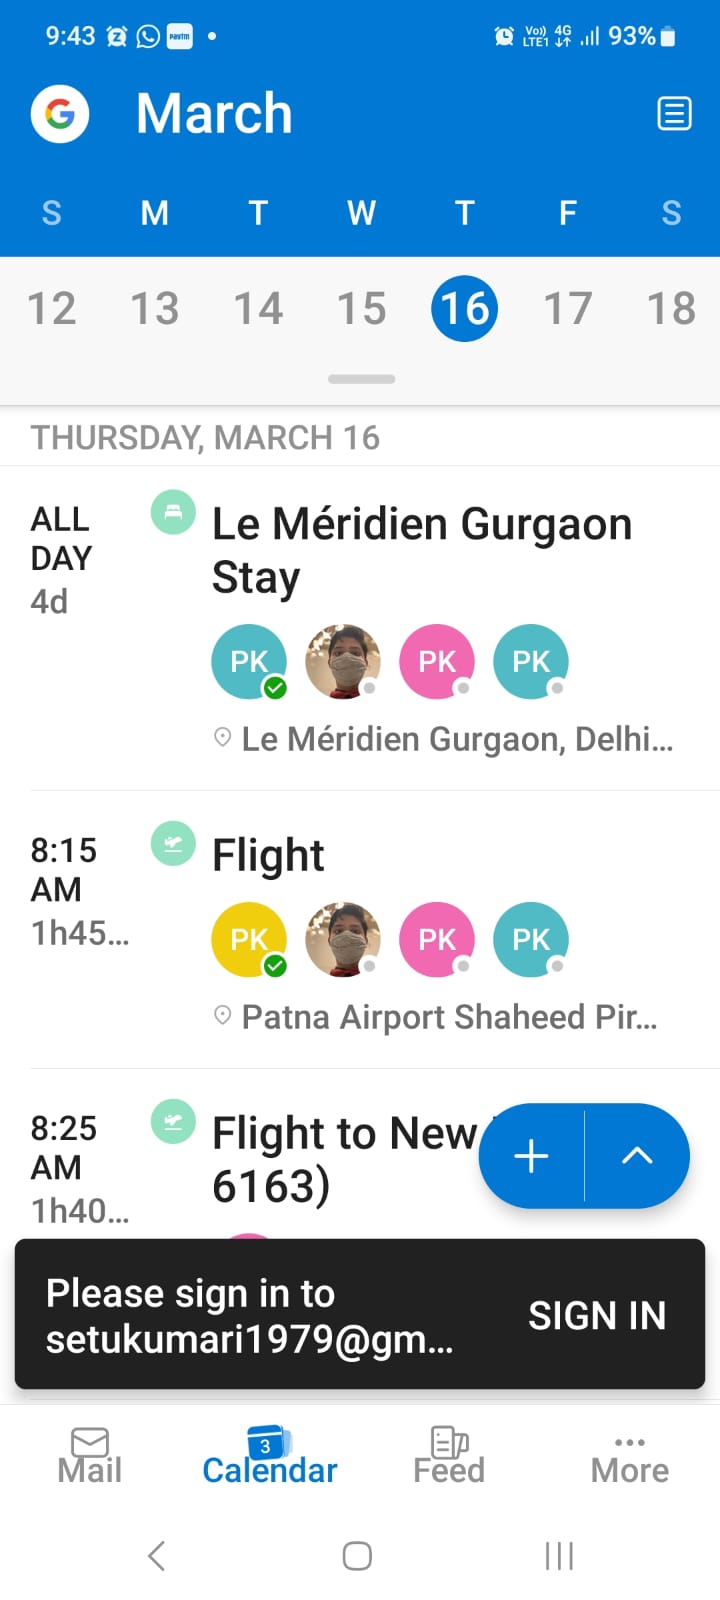 9:43 Paytm Vo)) LTE1 4G 93%
G March
S M T W T F S
12 13 14 15 16 17 18
THURSDAY, MARCH 16
ALL DAY 4d
Le Méridien Gurgaon
Stay
PK PK PK
Le Méridien Gurgaon, Delhi...
8:15
AM
1h45...
Flight
PK PK PK
Patna Airport Shaheed Pir...
8:25
AM
1h40...
Flight to New
6163)
Please sign in to
setukumari1979@gm...
SIGN IN
3
Mail Calendar Feed More